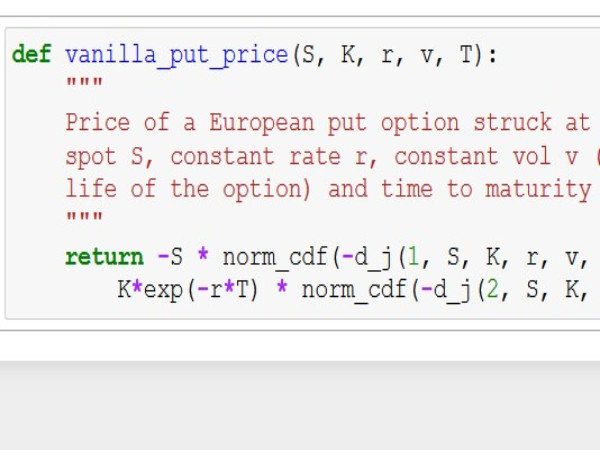 def vanilla_put_price(S, K, r, v, T):
"""
Price of a European put option struck at
spot S, constant rate r, constant vol v (
life of the option) and time to maturity
"""
return -S * norm_cdf(-d_j(1, S, K, r, v,
K*exp(-r*T) * norm_cdf(-d_j(2, S, K,